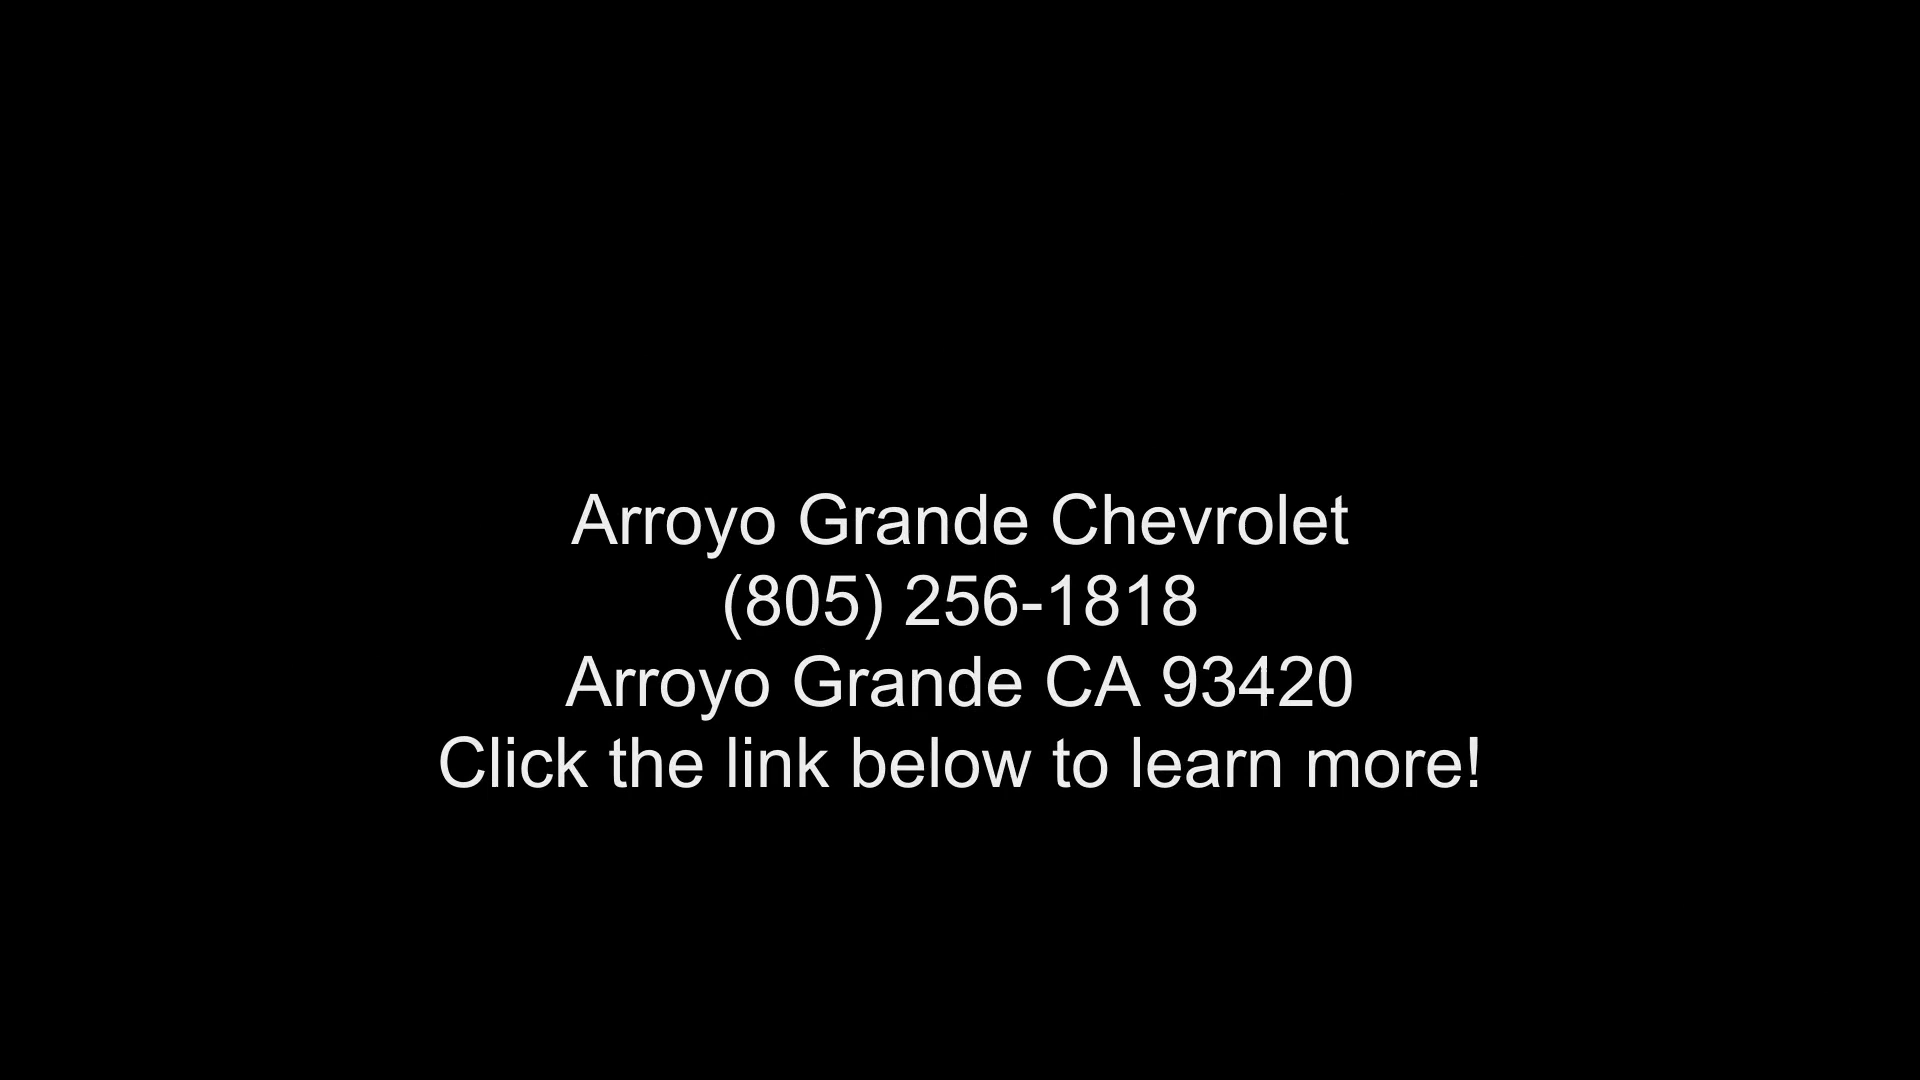 Arroyo Grande Chevrolet
(805) 256-1818
Arroyo Grande CA 93420
Click the link below to learn more!